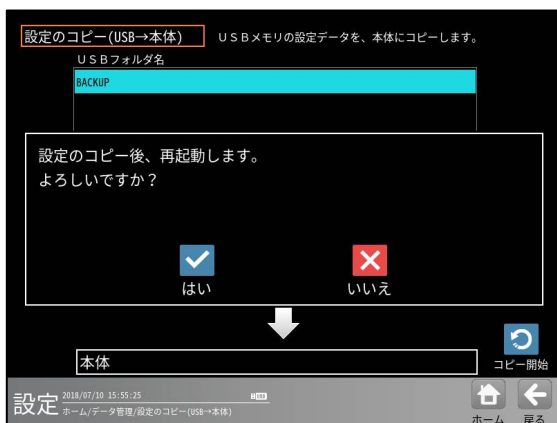 設定のコピー(USB→本体)
USBメモリの設定データを、本体にコピーします。
USBフォルダ名
BACKUP
設定のコピー後、再起動します。
よろしいですか？
はい
いいえ
本体
コピー開始
設定
2018/07/10 15:55:25
ホーム/データ管理/設定のコピー(USB→本体)
ホーム
戻る